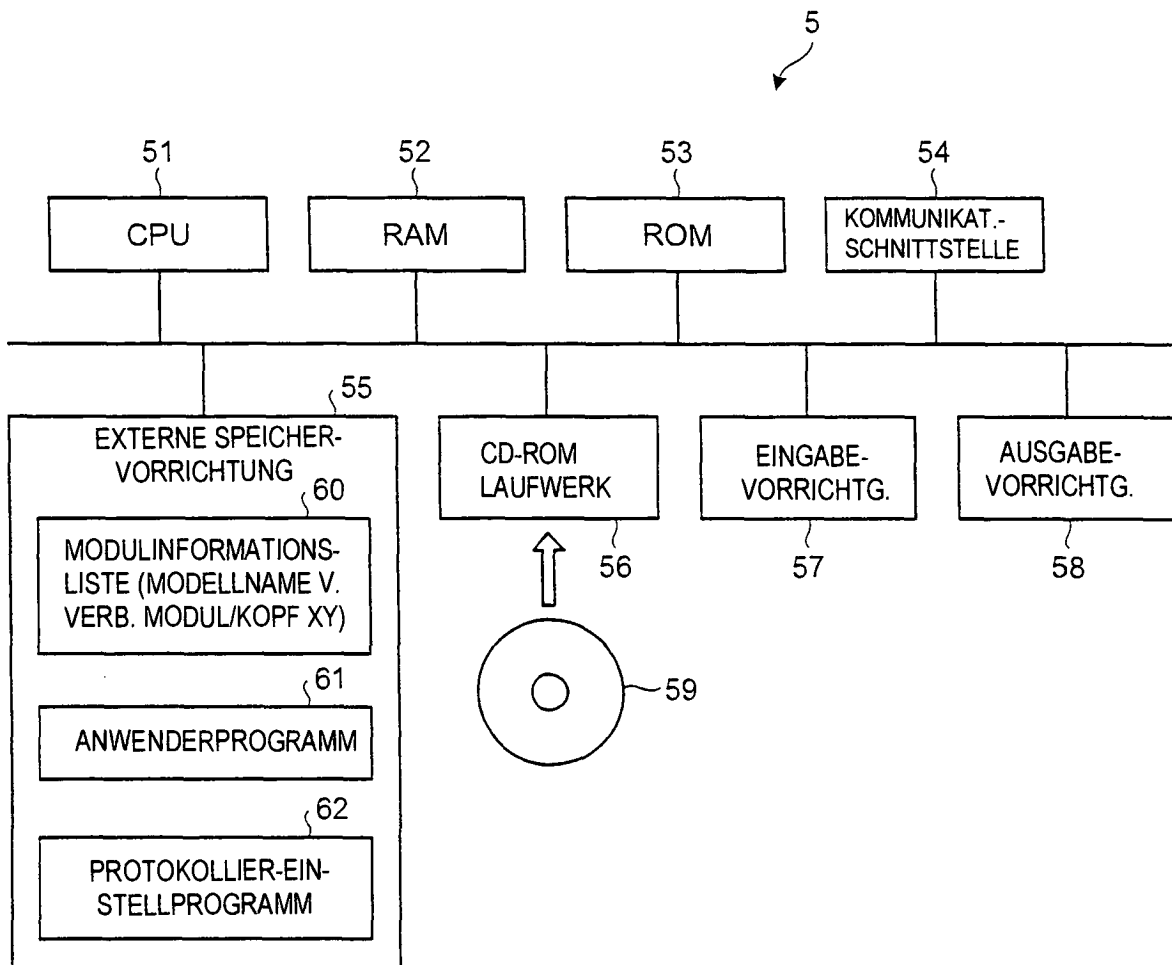 5
51
52
53
54
CPU
RAM
ROM
KOMMUNIKAT.-
SCHNITTSTELLE
55
EXTERNE SPEICHER-
VORRICHTUNG
60
MODULINFORMATIONS-
LISTE (MODELLNAME V.
VERB. MODUL/KOPF XY)
61
ANWENDERPROGRAMM
62
PROTOKOLLIER-EIN-
STELLPROGRAMM
CD-ROM
LAUFWERK
56
EINGABE-
VORRICHTG.
57
AUSGABE-
VORRICHTG.
58
59